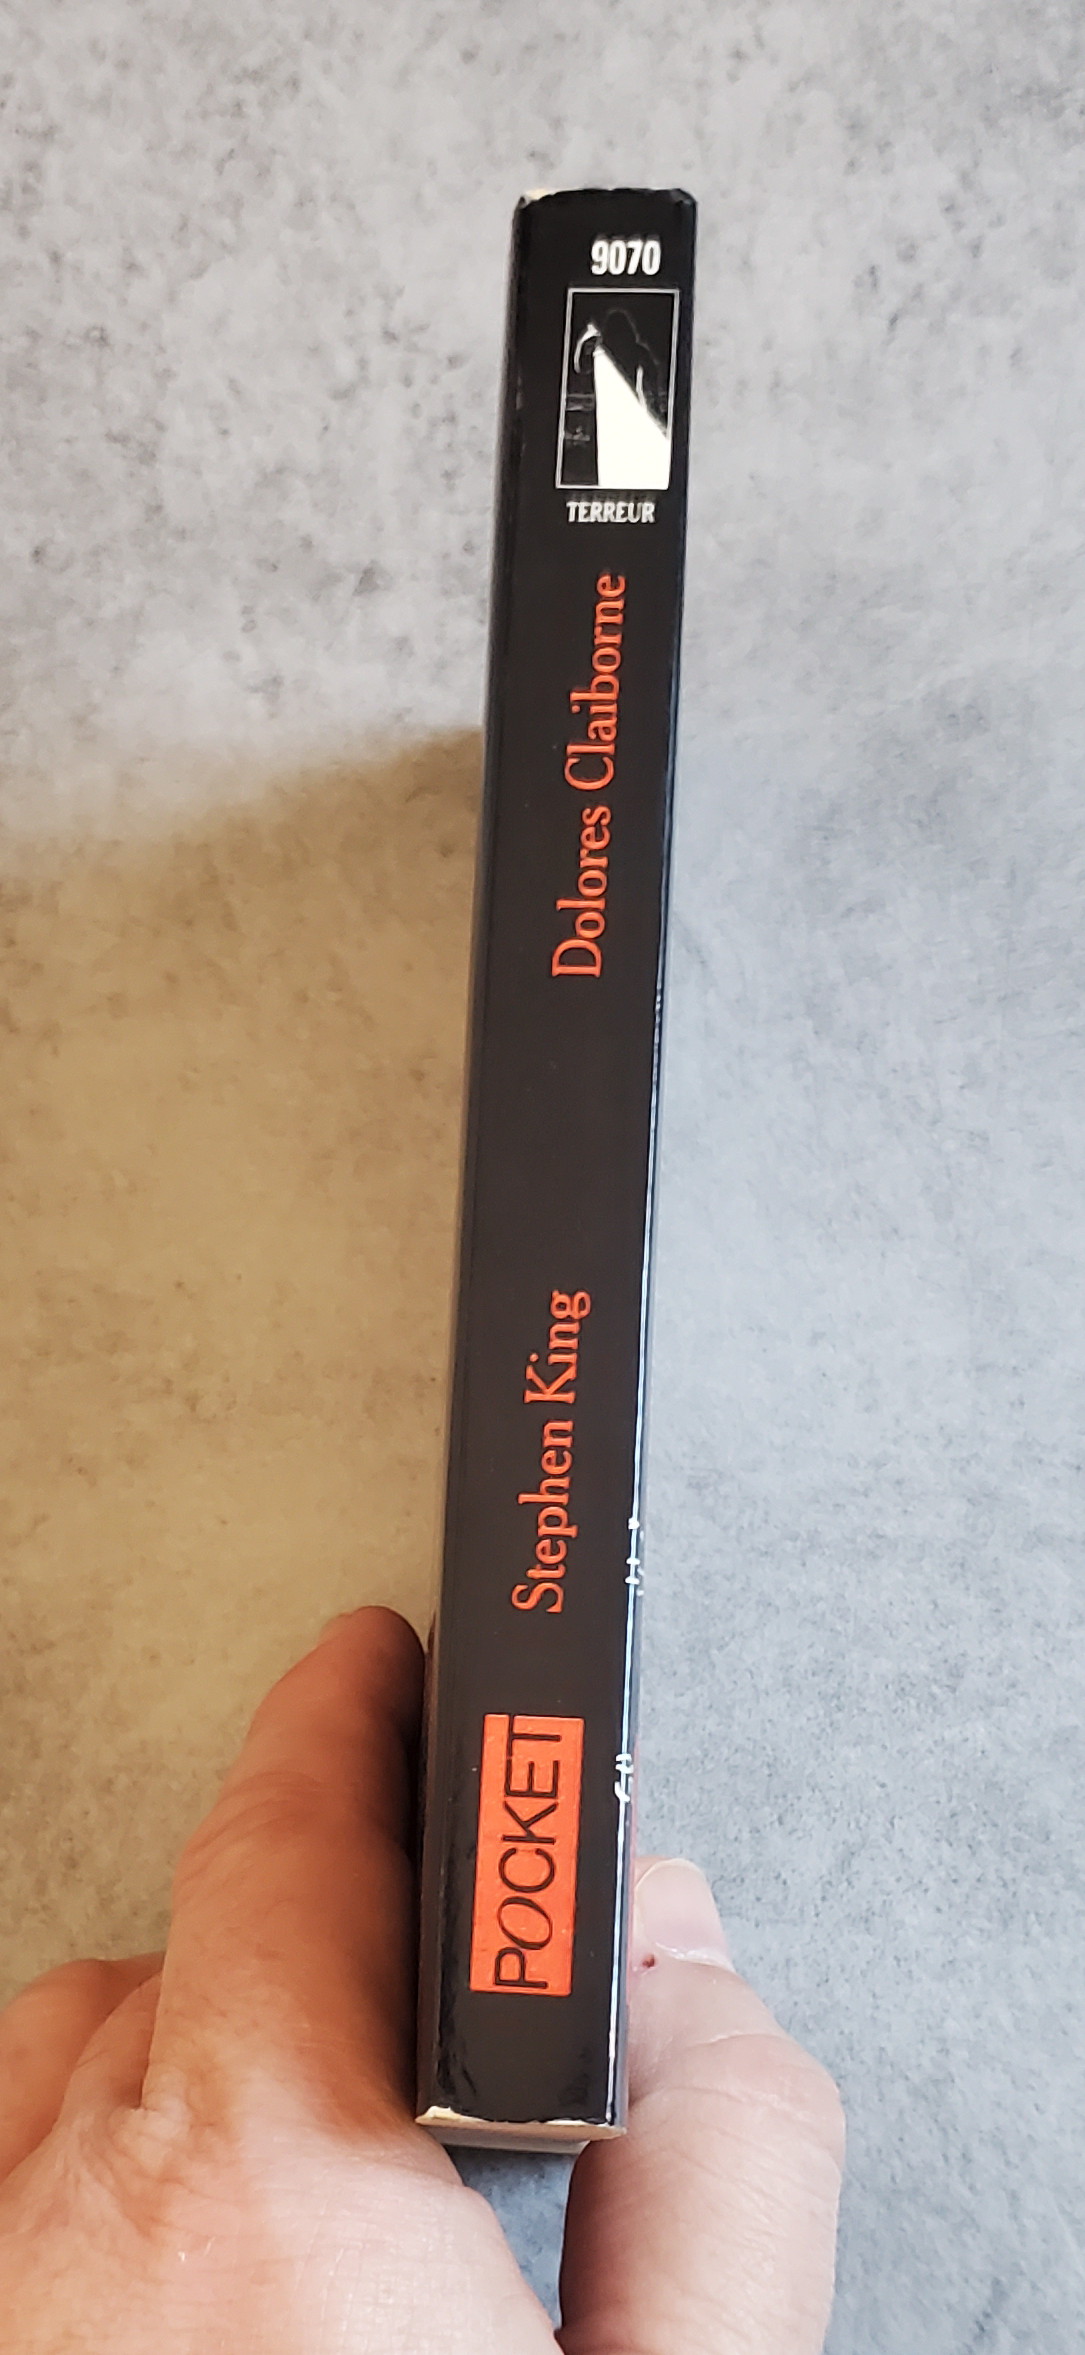 9070
TERREUR
Dolores Claiborne
Stephen King
POCKET